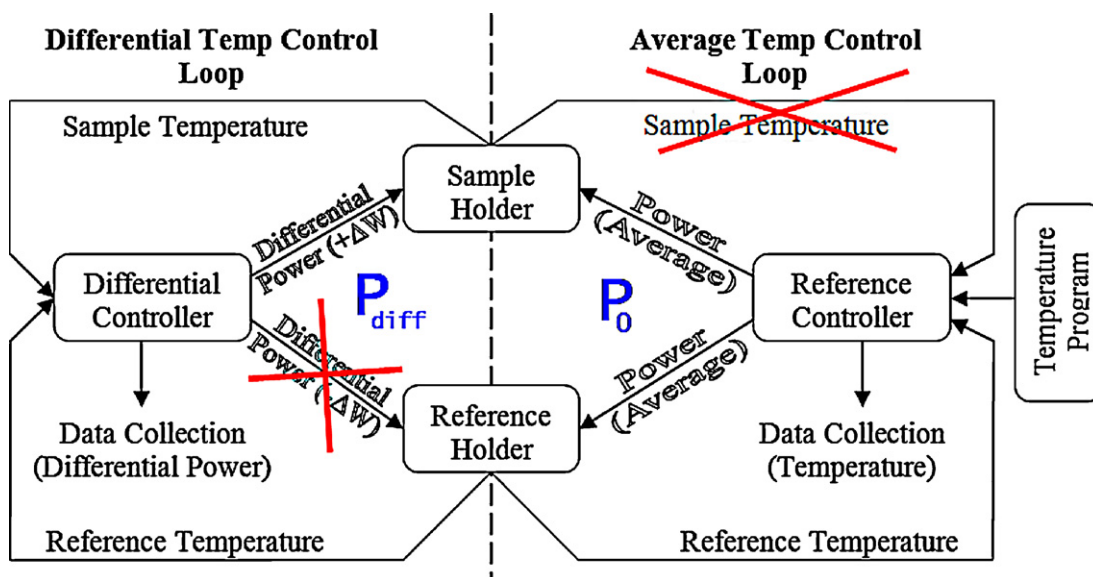 Differential Temp Control
Loop
Average Temp Control
Loop
Sample Temperature
Sample Temperature
Sample
Holder
Differential
Power (+ΔW)
Power
(Average)
Differential
Controller
P diff
P 0
Reference
Controller
Temperature
Program
Differential
Power (-ΔW)
Power
(Average)
Reference
Holder
Data Collection
(Differential Power)
Data Collection
(Temperature)
Reference Temperature
Reference Temperature